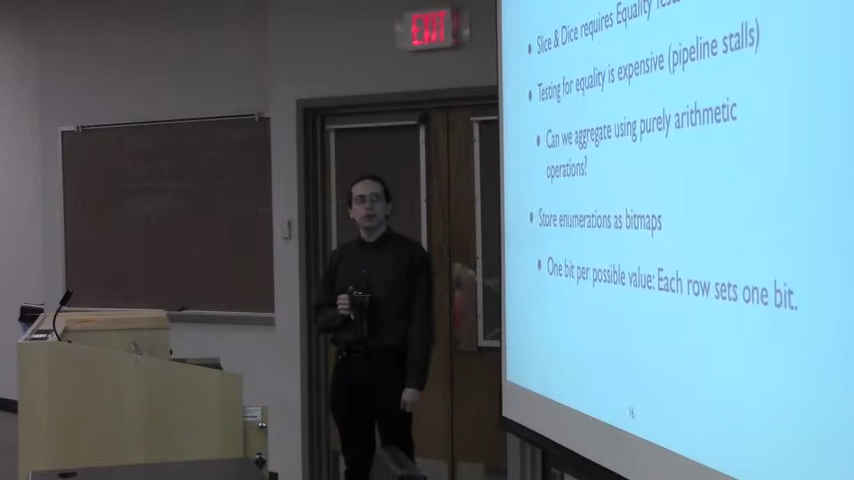 EXIT
• Slice & Dice requires Equality Tests
• Testing for equality is expensive (pipeline stalls)
• Can we aggregate using purely arithmetic
operations?
• Store enumerations as bitmaps
• One bit per possible value: Each row sets one bit.
16